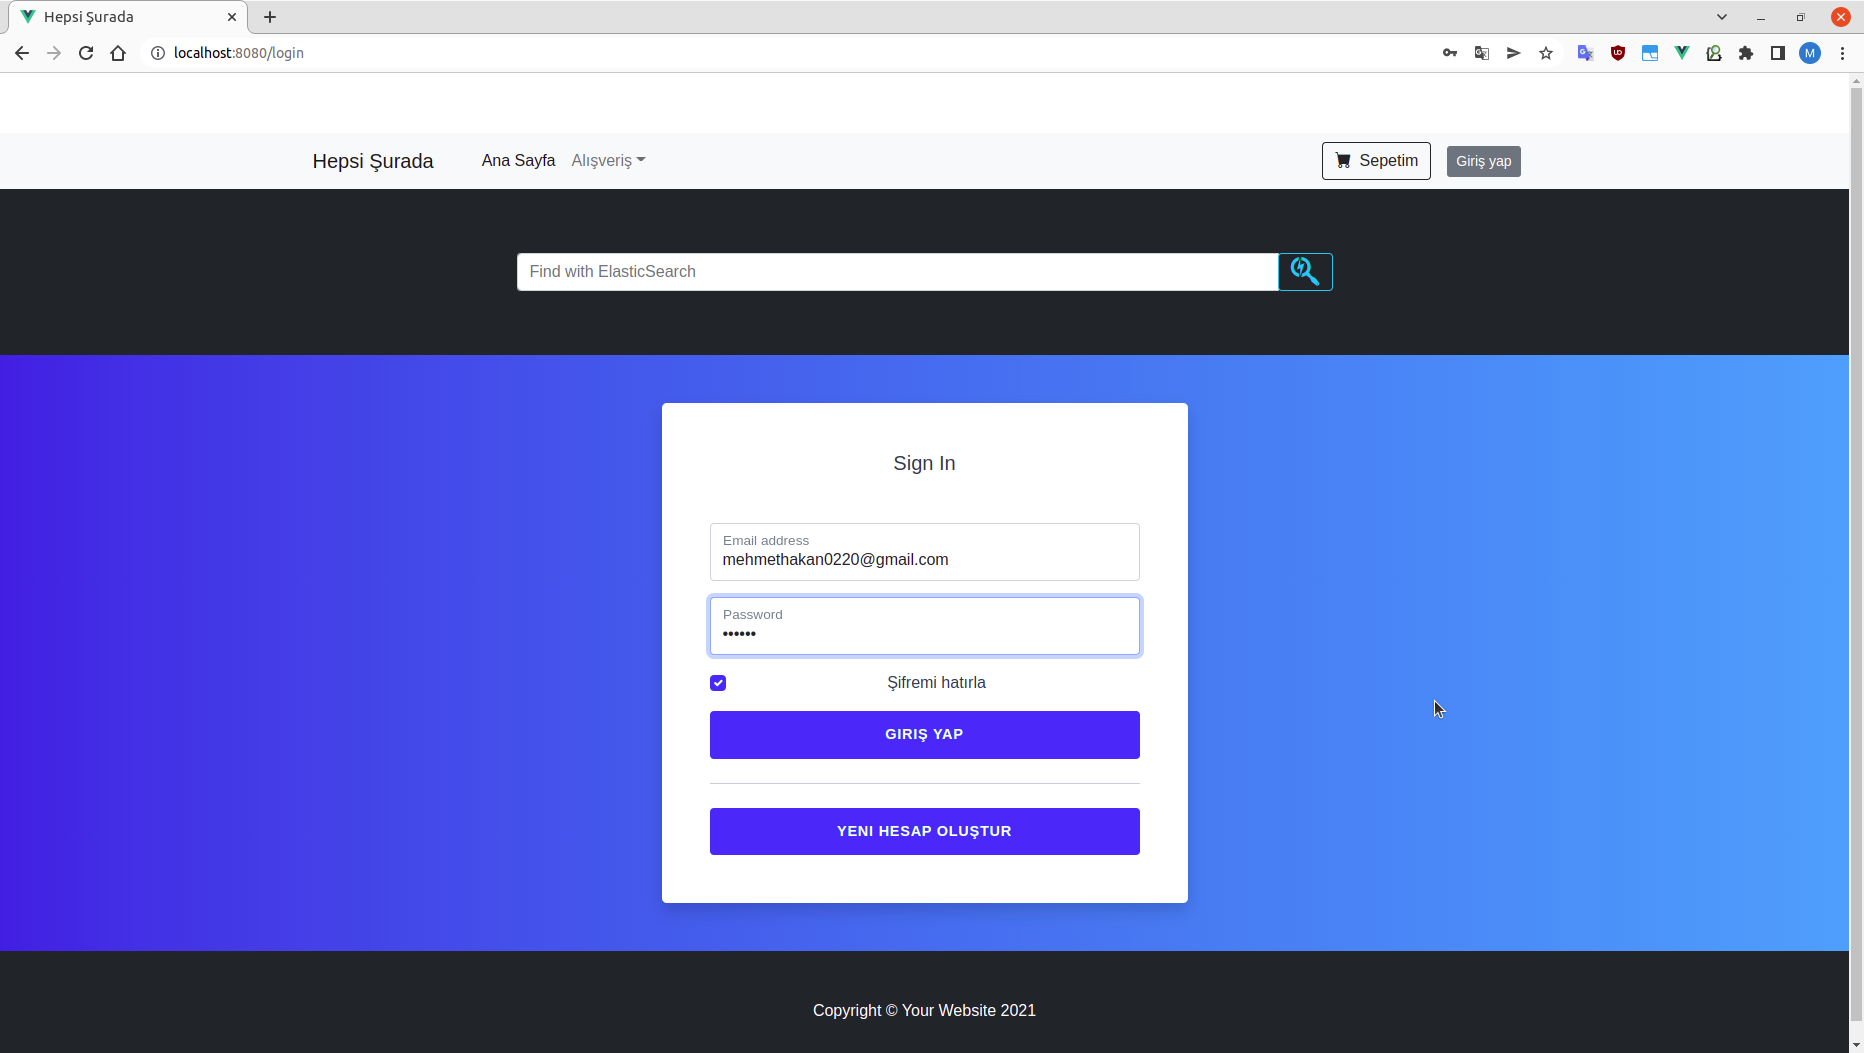 Hepsi Şurada
localhost:8080/login
M
Hepsi Şurada
Ana Sayfa
Alışveriş
Sepetim
Giriş yap
Find with ElasticSearch
Sign In
Email address
mehmethakan0220@gmail.com
Password
••••••
Şifremi hatırla
GIRIŞ YAP
YENI HESAP OLUŞTUR
Copyright © Your Website 2021